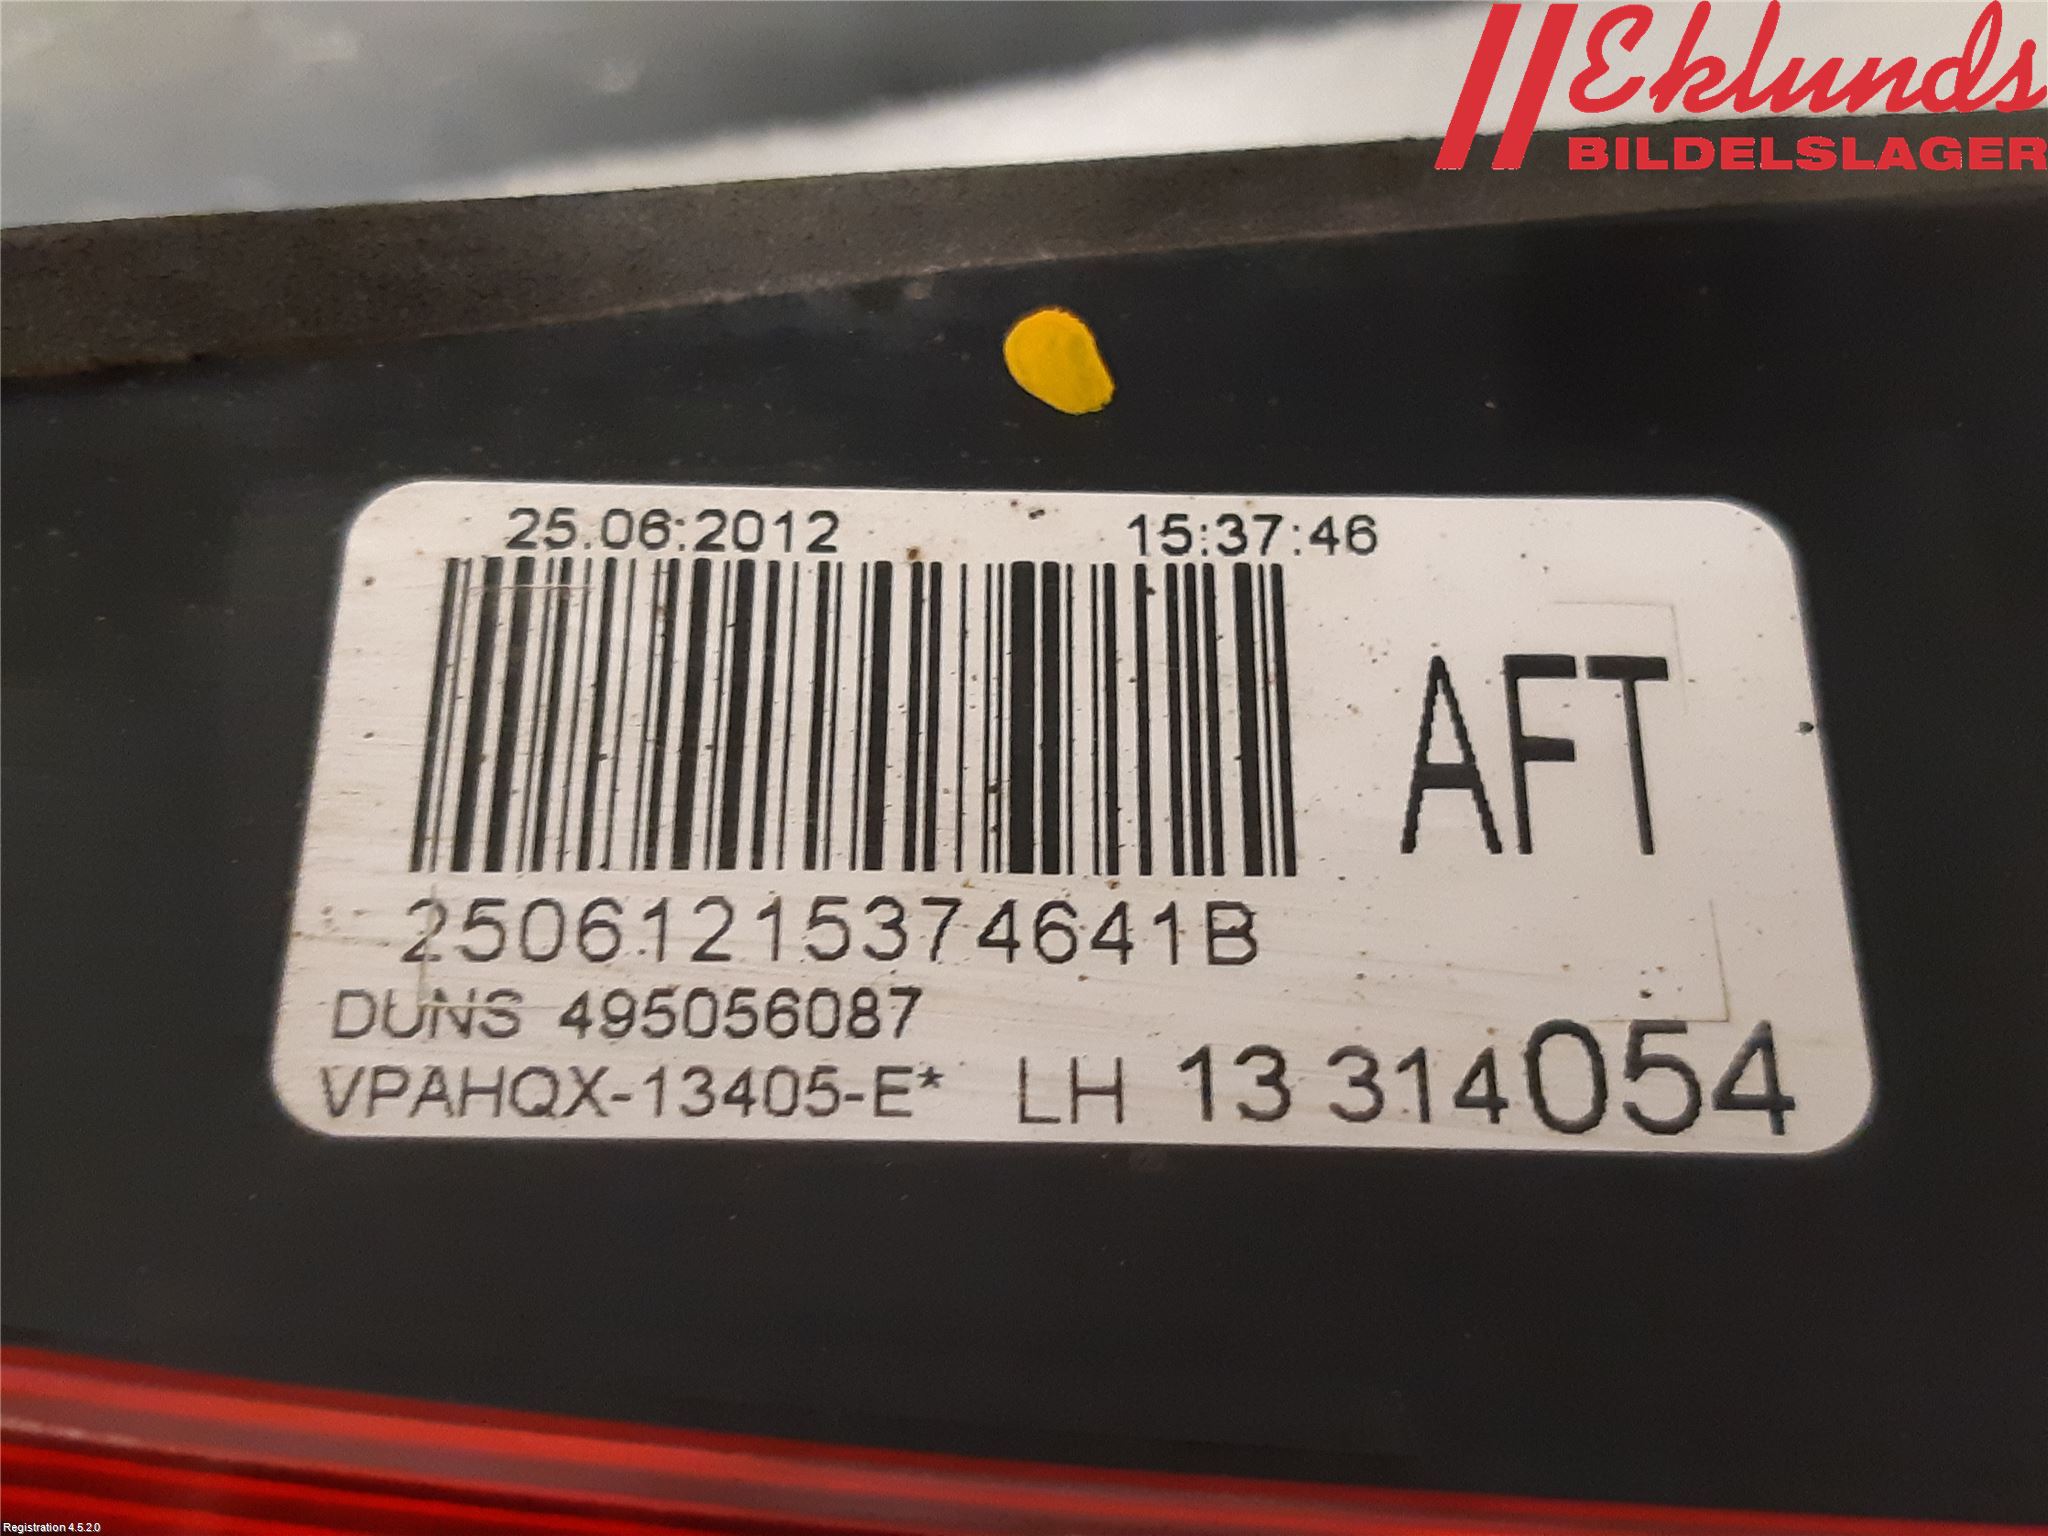 Eklunds
BILDELSLAGER
25.06:2012 15:37:46
AFT
25061215374641B
DUNS 495056087
VPAHQX-13405-E* LH 13 314054
Registration 4.5.2.0